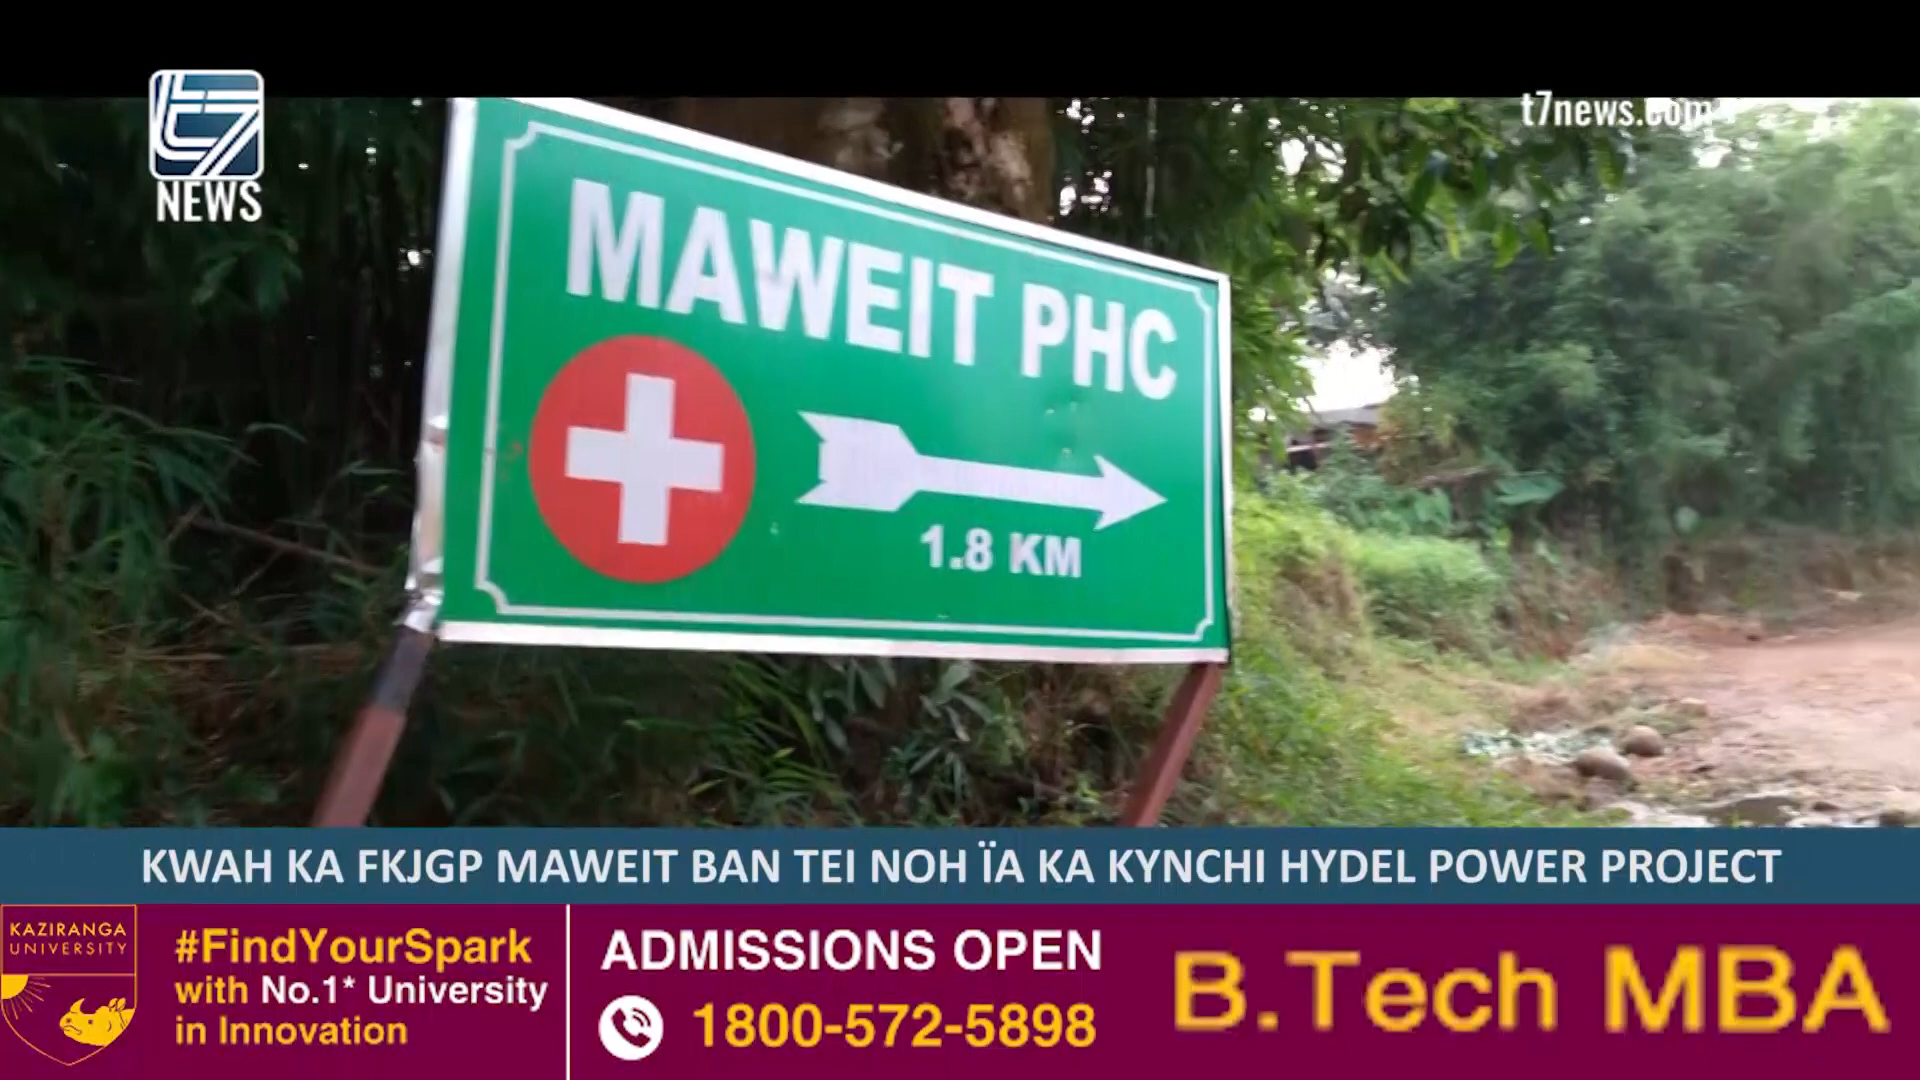 t7
NEWS
t7news.com
MAWEIT PHC
1.8 KM
KWAH KA FKJGP MAWEIT BAN TEI NOH ÏA KA KYNCHI HYDEL POWER PROJECT
KAZIRANGA
UNIVERSITY
#FindYourSpark
with No.1* University
in Innovation
ADMISSIONS OPEN
1800-572-5898
B.Tech MBA